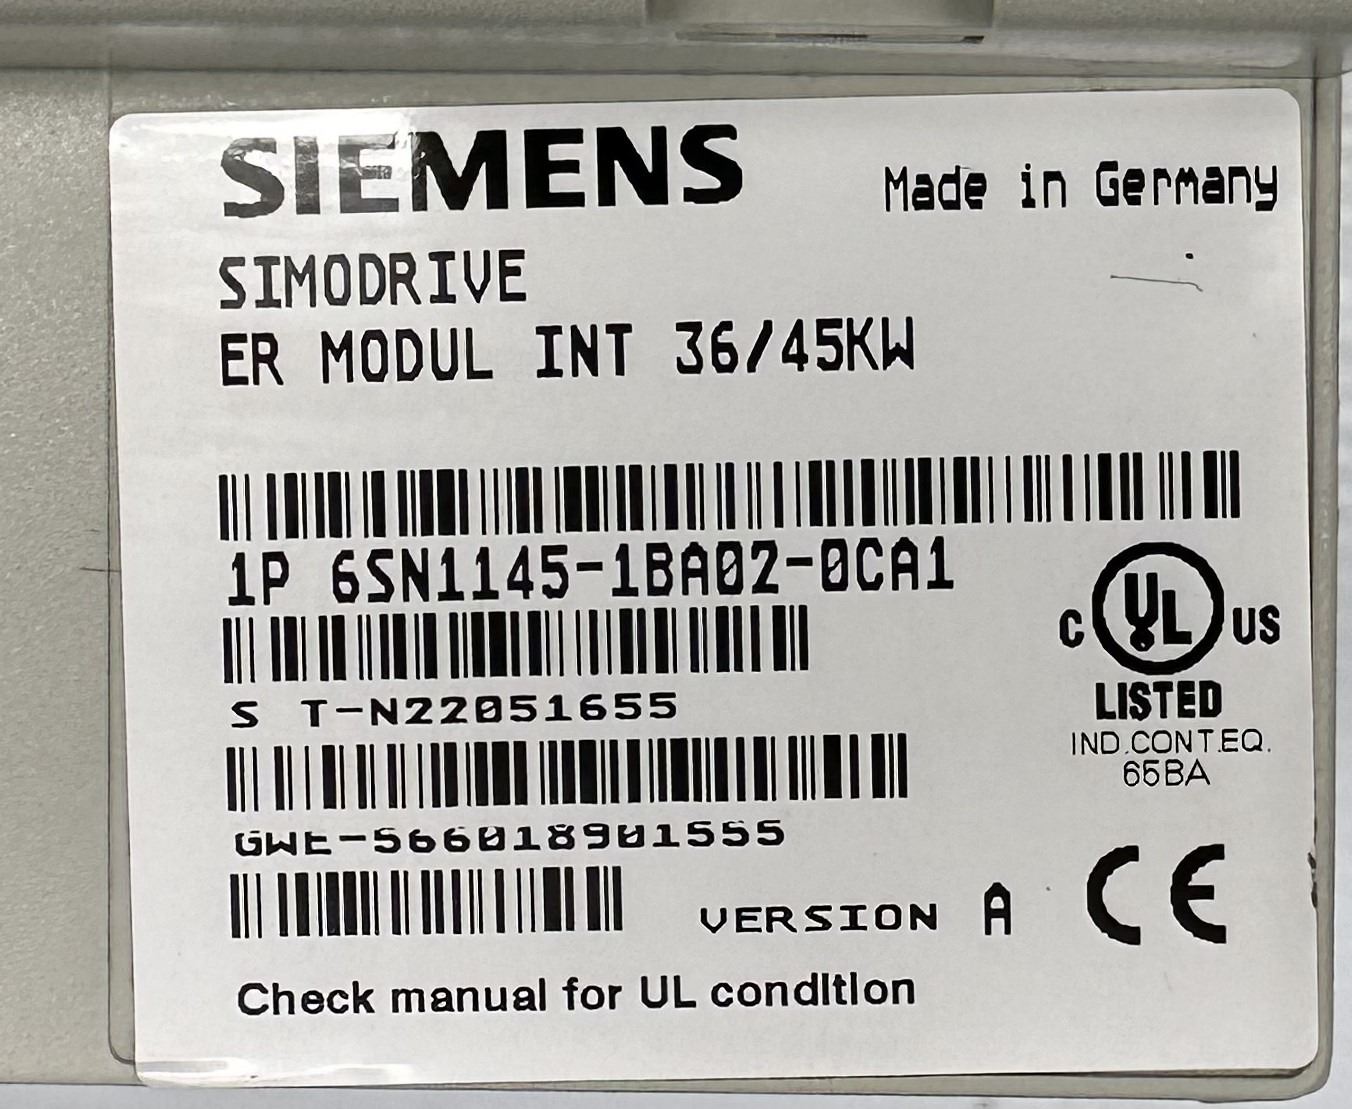 SIEMENS
Made in Germany
SIMODRIVE
ER MODUL INT 36/45KW
1P 6SN1145-1BA02-0CA1
S T-N22051655
GWE-566018901555
VERSION A
C UL US
LISTED
IND.CONT.EQ.
65BA
CE
Check manual for UL condition